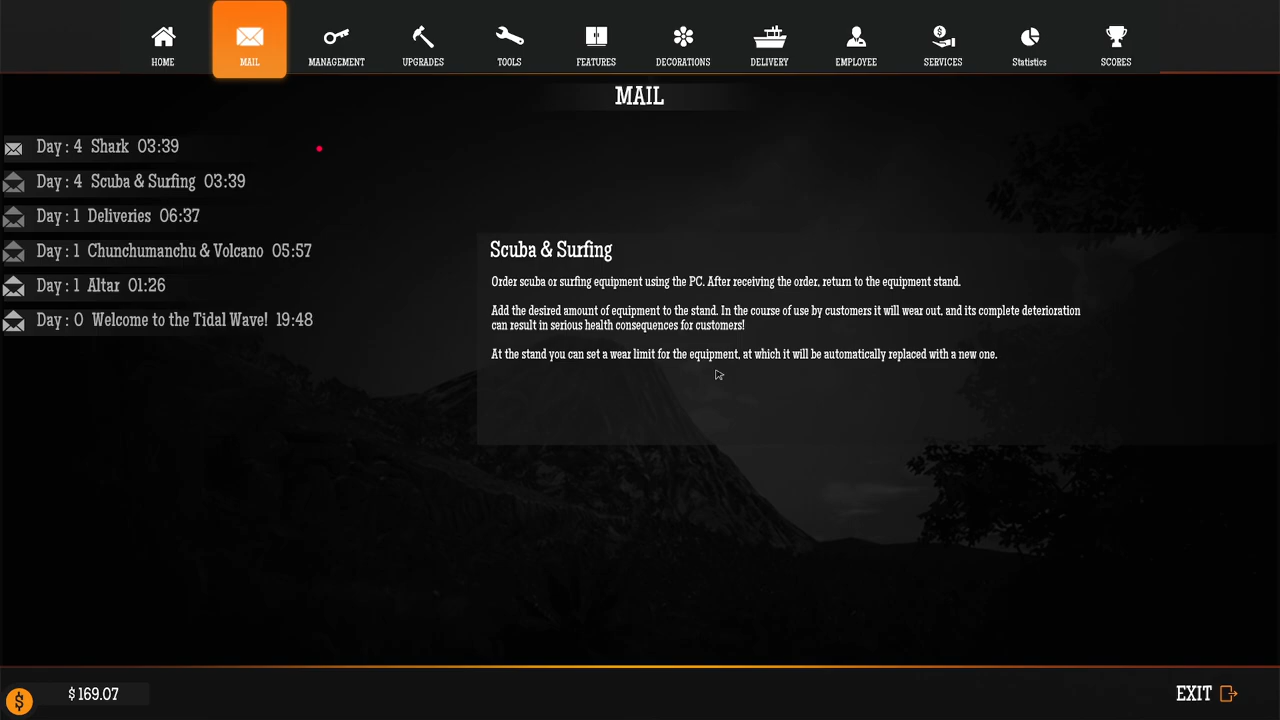 HOME
MAIL
MANAGEMENT
UPGRADES
TOOLS
FEATURES
DECORATIONS
DELIVERY
EMPLOYEE
SERVICES
Statistics
SCORES
MAIL
Day : 4 Shark 03:39
Day : 4 Scuba & Surfing 03:39
Day : 1 Deliveries 06:37
Day : 1 Chunchumanchu & Volcano 05:57
Day : 1 Altar 01:26
Day : 0 Welcome to the Tidal Wave! 19:48
Scuba & Surfing
Order scuba or surfing equipment using the PC. After receiving the order, return to the equipment stand.
Add the desired amount of equipment to the stand. In the course of use by customers it will wear out, and its complete deterioration
can result in serious health consequences for customers!
At the stand you can set a wear limit for the equipment, at which it will be automatically replaced with a new one.
$ 169.07
EXIT